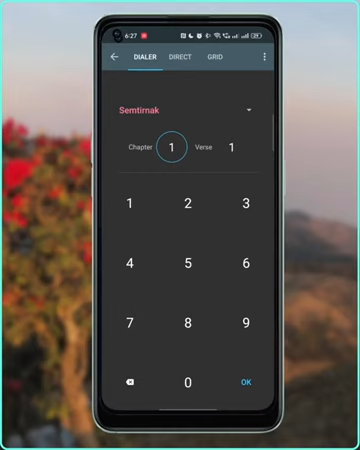 6:27
DIALER DIRECT GRID
Semtirnak
Chapter 1 Verse 1
1 2 3
4 5 6
7 8 9
0 OK